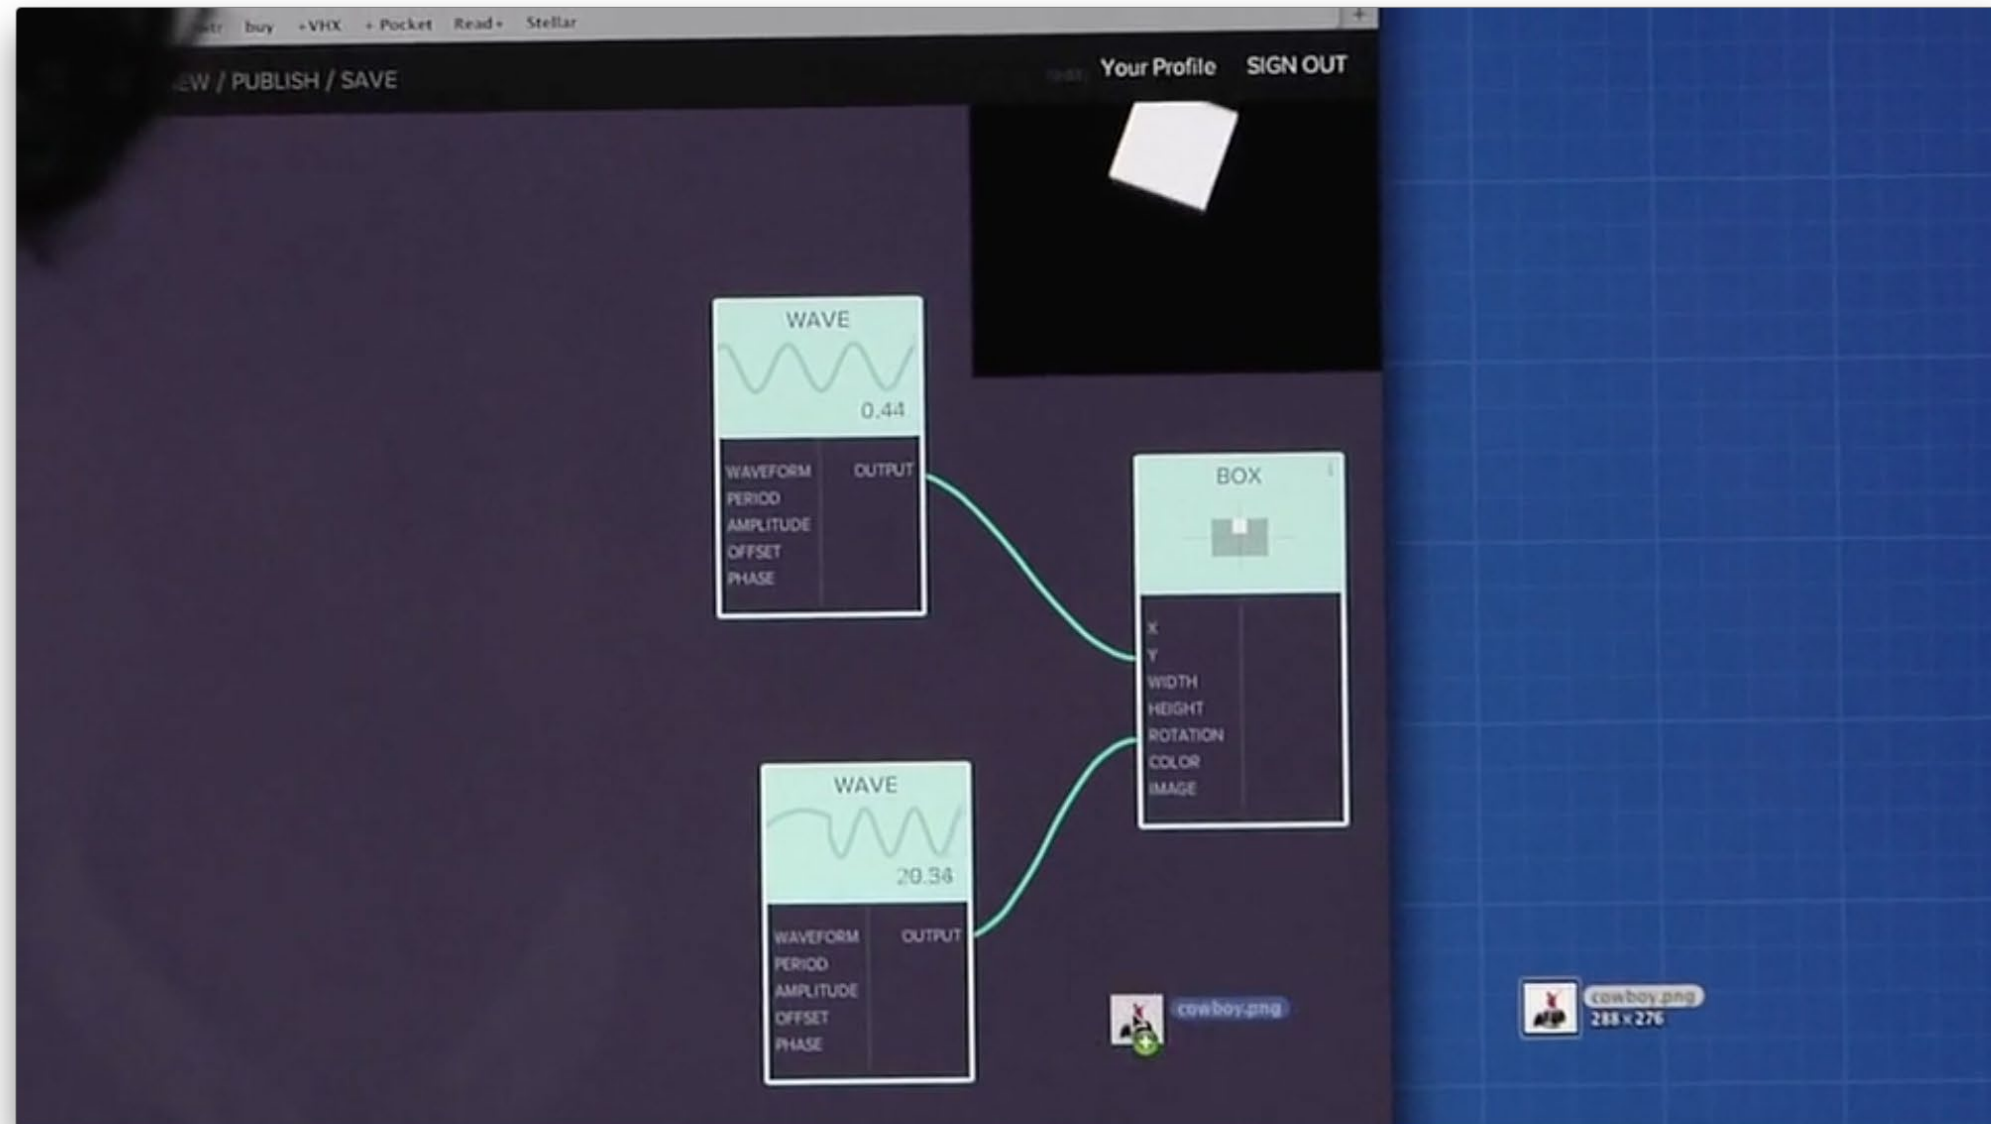 buy +VHX + Pocket Read+ Stellar +
/ PUBLISH / SAVE
Your Profile SIGN OUT
WAVE
0.44
WAVEFORM OUTPUT
PERIOD
AMPLITUDE
OFFSET
PHASE
BOX
i
X
Y
WIDTH
HEIGHT
ROTATION
COLOR
IMAGE
WAVE
20.34
WAVEFORM OUTPUT
PERIOD
AMPLITUDE
OFFSET
PHASE
cowboy.png
cowboy.png
288 x 276